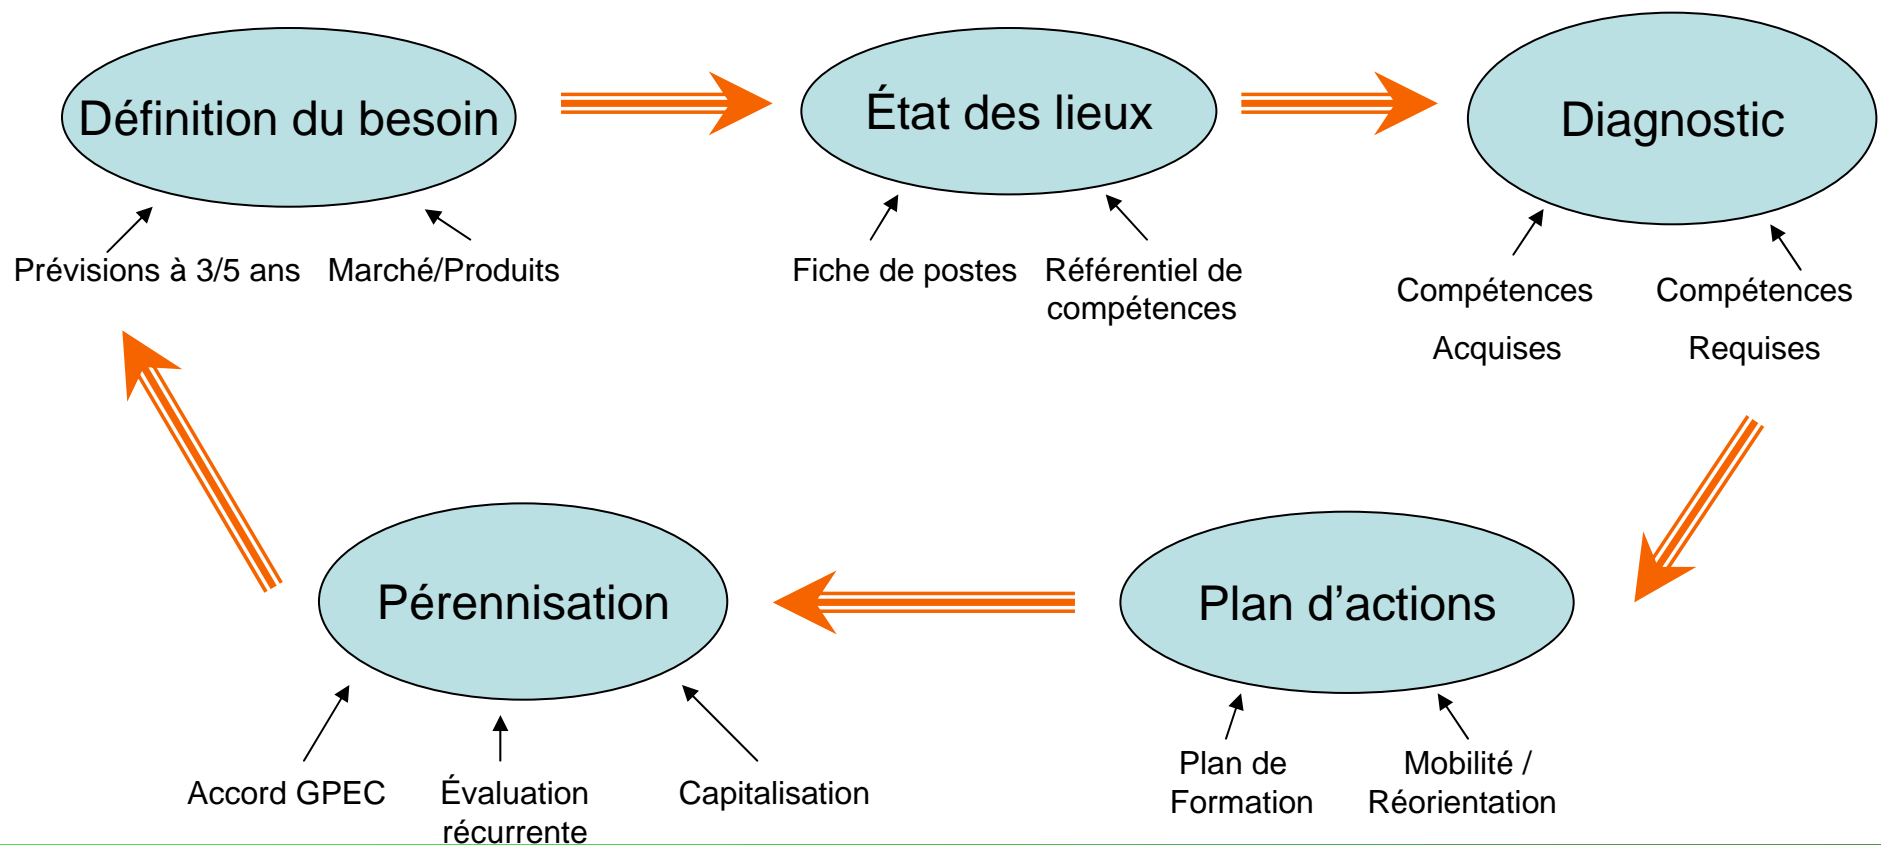 Définition du besoin
État des lieux
Diagnostic
Prévisions à 3/5 ans
Marché/Produits
Fiche de postes
Référentiel de
compétences
Compétences
Acquises
Compétences
Requises
Pérennisation
Plan d’actions
Accord GPEC
Évaluation
récurrente
Capitalisation
Plan de
Formation
Mobilité /
Réorientation